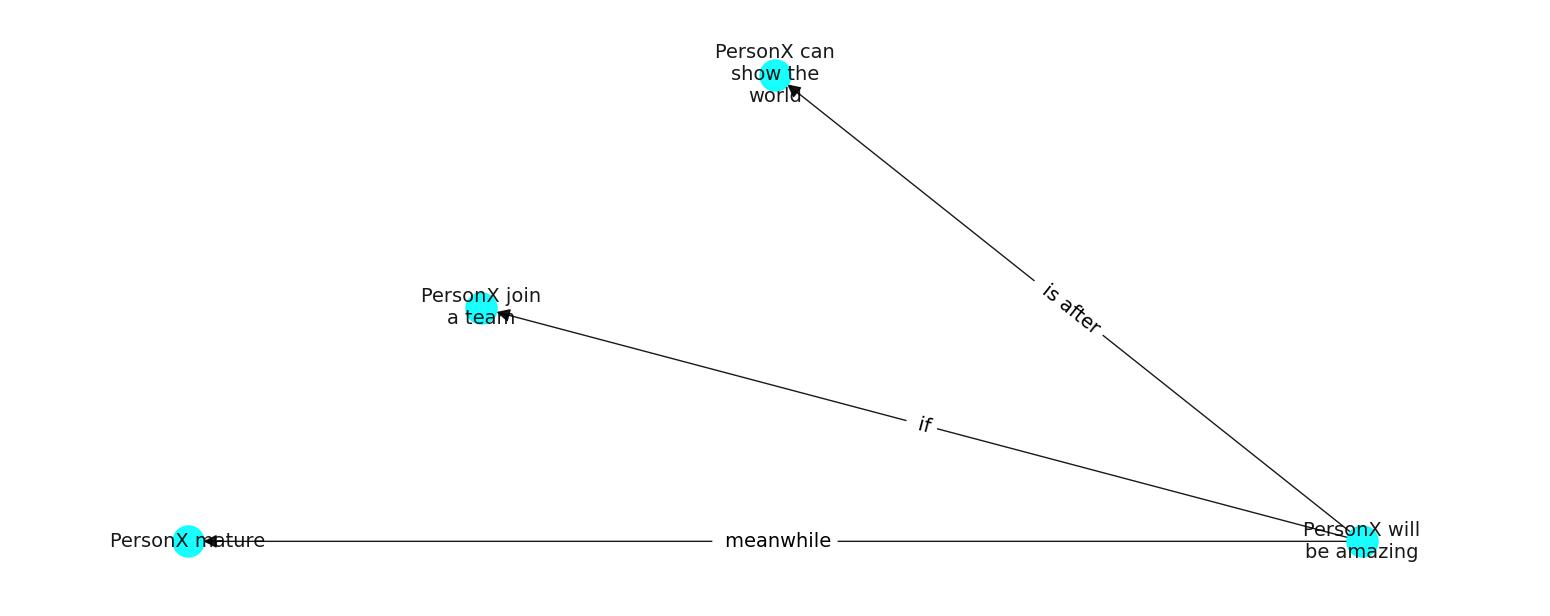 PersonX can
show the
world
PersonX join
a team
is after
if
PersonX mature
meanwhile
PersonX will
be amazing